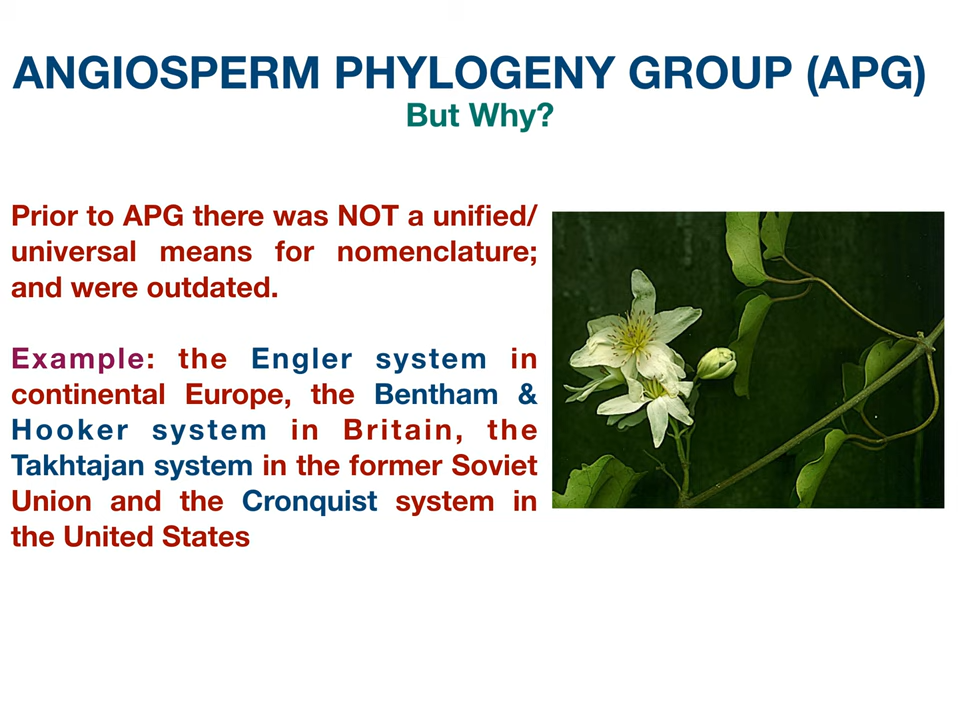 ANGIOSPERM PHYLOGENY GROUP (APG)
But Why?
Prior to APG there was NOT a unified/
universal means for nomenclature;
and were outdated.
Example: the Engler system in
continental Europe, the Bentham &
Hooker system in Britain, the
Takhtajan system in the former Soviet
Union and the Cronquist system in
the United States